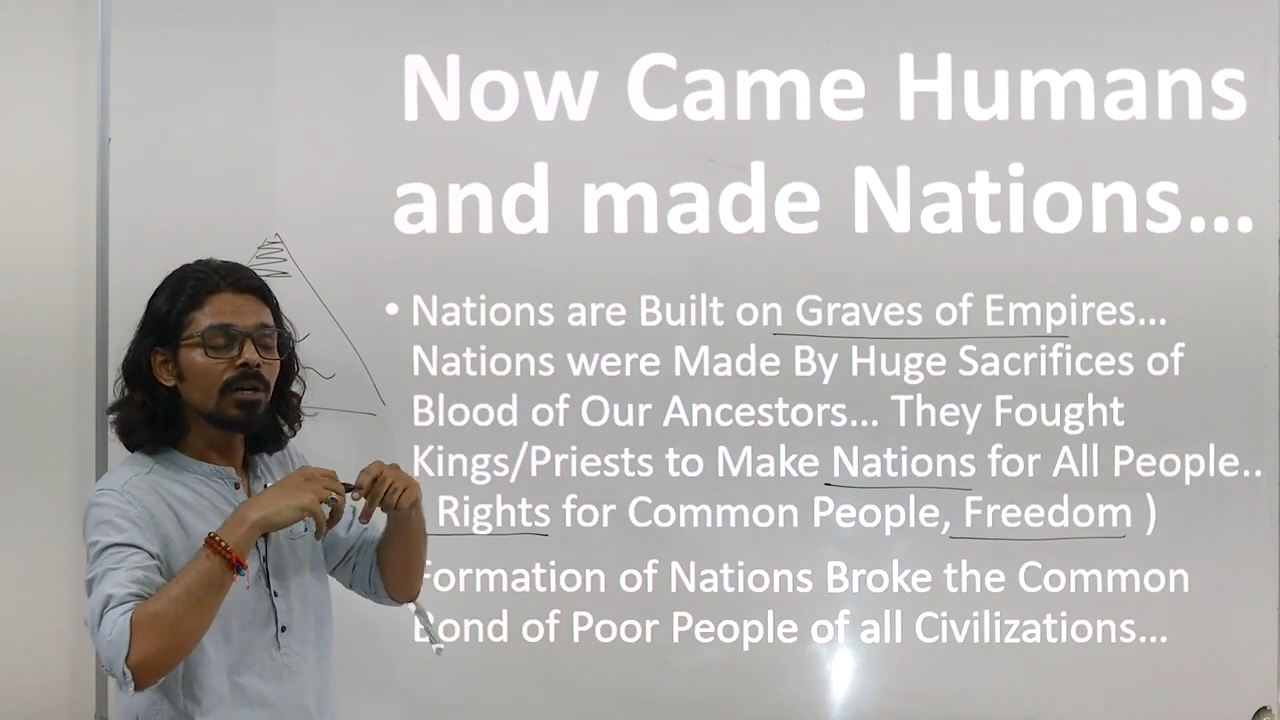 Now Came Humans
and made Nations...
• Nations are Built on Graves of Empires...
Nations were Made By Huge Sacrifices of
Blood of Our Ancestors... They Fought
Kings/Priests to Make Nations for All People..
Rights for Common People, Freedom )
Formation of Nations Broke the Common
Bond of Poor People of all Civilizations...